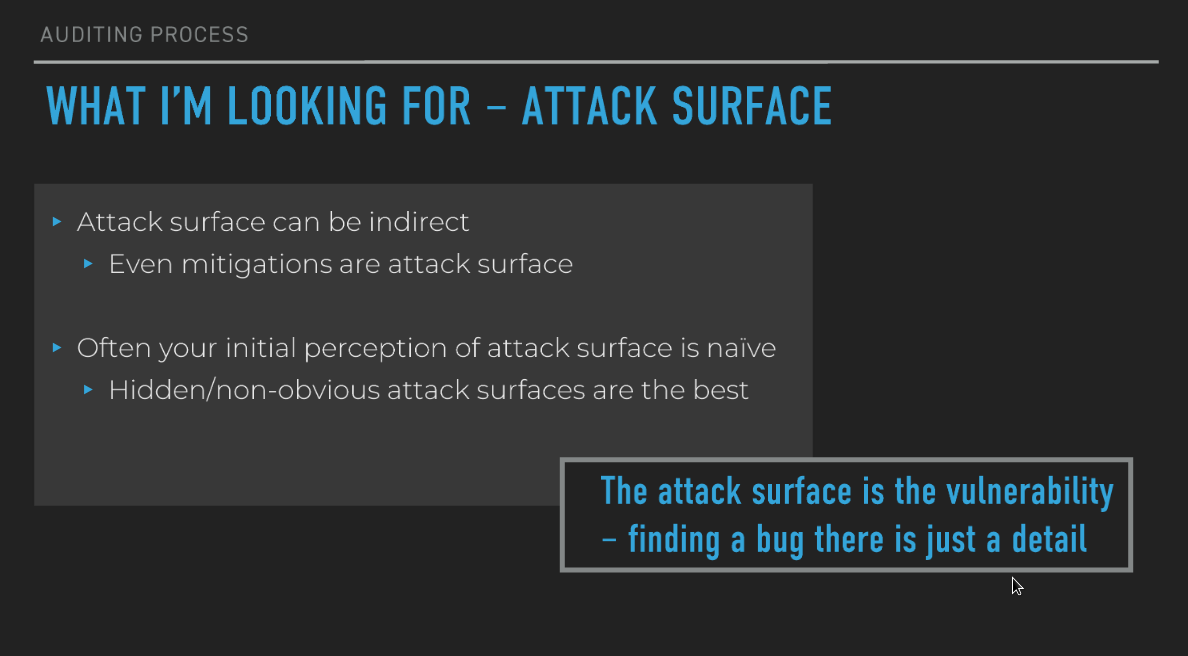 AUDITING PROCESS
WHAT I'M LOOKING FOR – ATTACK SURFACE
‣ Attack surface can be indirect
‣ Even mitigations are attack surface
‣ Often your initial perception of attack surface is naïve
‣ Hidden/non-obvious attack surfaces are the best
The attack surface is the vulnerability
– finding a bug there is just a detail